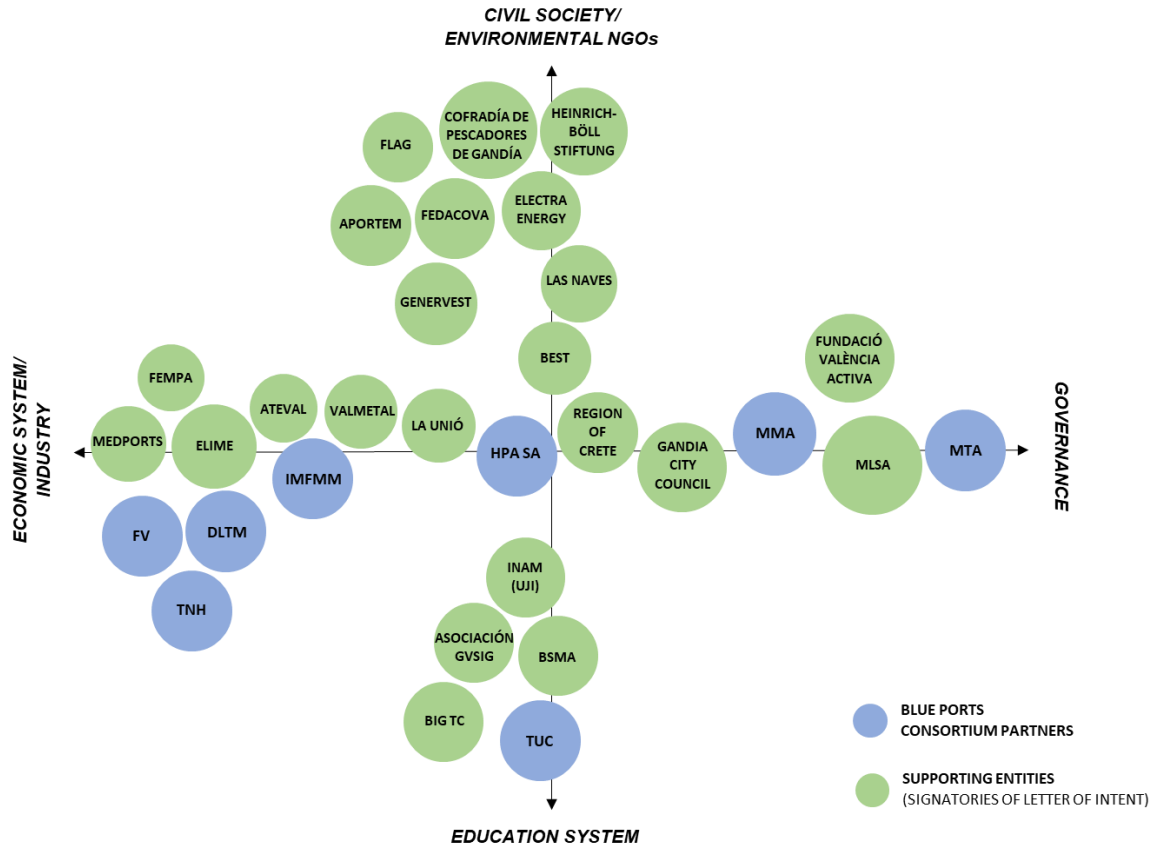 CIVIL SOCIETY/
ENVIRONMENTAL NGOs
COFRADÍA DE
PESCADORES
DE GANDÍA
HEINRICH-
BÖLL
STIFTUNG
FLAG
APORTEM
FEDACOVA
ELECTRA
ENERGY
GENERVEST
LAS NAVES
BEST
FUNDACIÓ
VALÈNCIA
ACTIVA
ECONOMIC SYSTEM/
INDUSTRY
FEMPA
MEDPORTS
ELIME
ATEVAL
VALMETAL
LA UNIÓ
IMFMM
HPA SA
REGION
OF
CRETE
GANDIA
CITY
COUNCIL
MMA
MLSA
MTA
GOVERNANCE
FV
DLTM
TNH
INAM
(UJI)
ASOCIACIÓN
GVSIG
BSMA
BIG TC
TUC
EDUCATION SYSTEM
BLUE PORTS
CONSORTIUM PARTNERS
SUPPORTING ENTITIES
(SIGNATORIES OF LETTER OF INTENT)